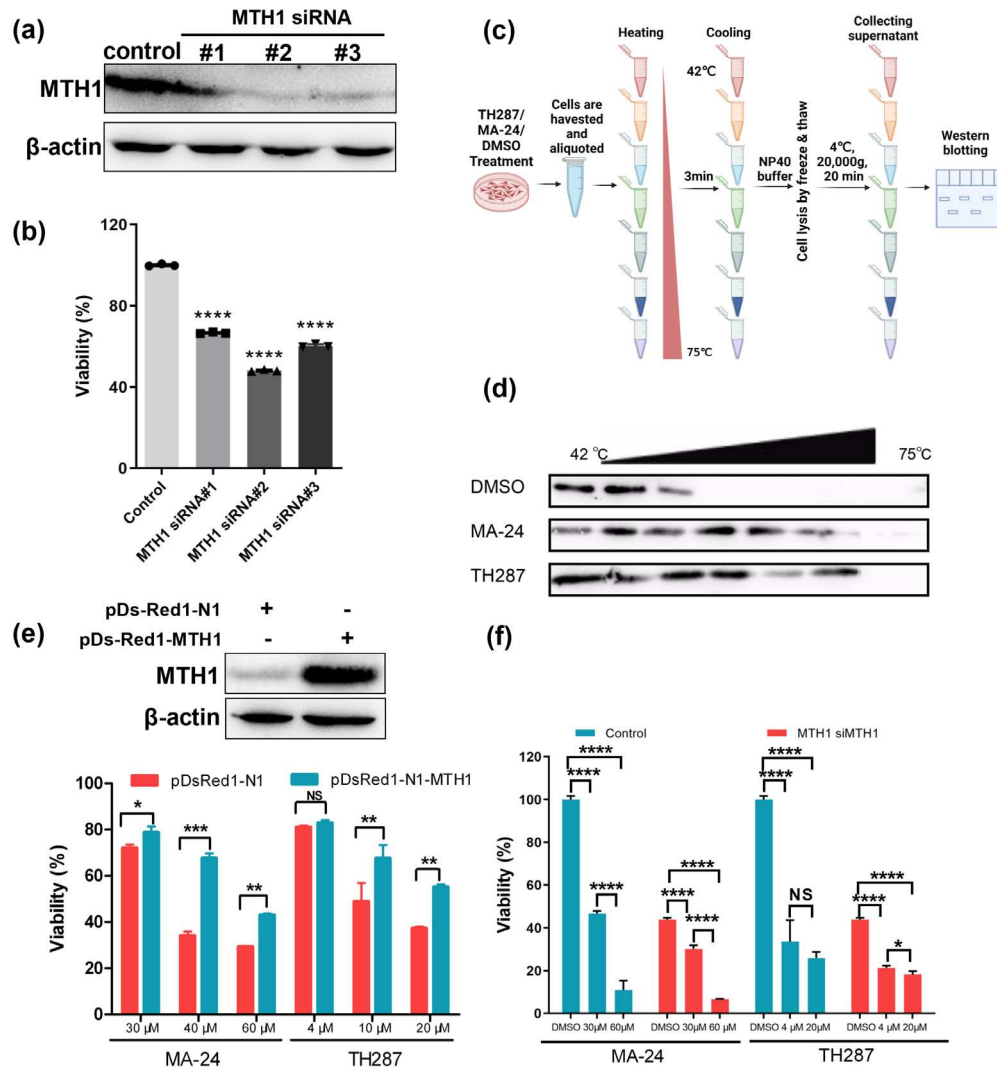 (a)
MTH1 siRNA
control #1 #2 #3
MTH1
β-actin
(b)
Viability (%)
120
80
40
0
****
****
****
Control
MTH1 siRNA#1
MTH1 siRNA#2
MTH1 siRNA#3
(c)
Heating
Cooling
Collecting
supernatant
42℃
TH287/
MA-24/
DMSO
Treatment
Cells are
havested
and
aliquoted
3min
NP40
buffer
Cell lysis by freeze & thaw
4℃,
20,000g,
20 min
Western
blotting
75℃
(d)
42 ℃
75℃
DMSO
MA-24
TH287
(e)
pDs-Red1-N1 + -
pDs-Red1-MTH1 - +
MTH1
β-actin
pDsRed1-N1
pDsRed1-N1-MTH1
Viability (%)
100
80
60
40
20
0
*
***
**
NS
**
**
30 µM 40 µM 60 µM 4 µM 10 µM 20 µM
MA-24
TH287
(f)
Control
MTH1 siMTH1
Viability (%)
120
100
80
60
40
20
0
****
****
****
****
****
****
****
****
NS
****
****
*
DMSO 30µM 60µM DMSO 30µM 60 µM DMSO 4 µM 20µM DMSO 4 µM 20µM
MA-24
TH287